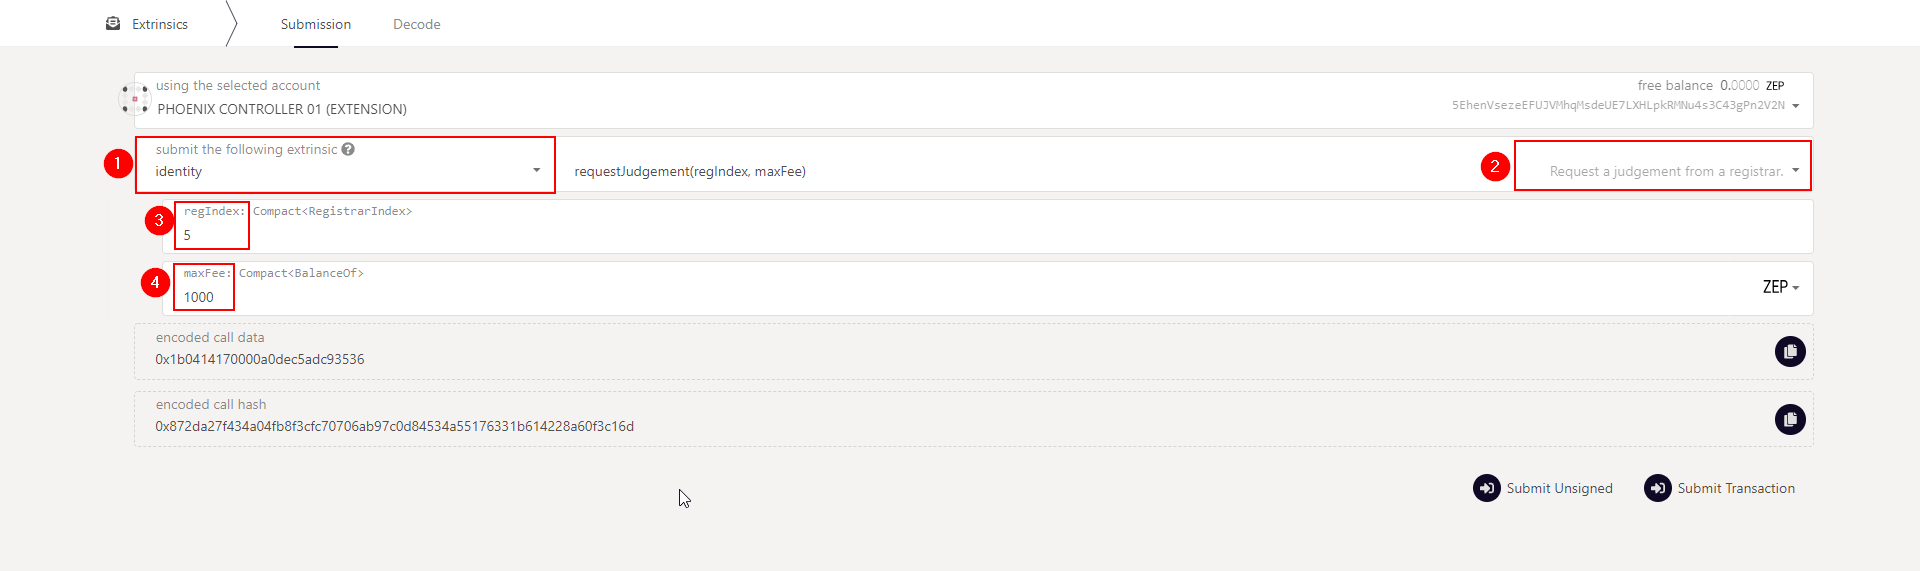 Extrinsics
Submission
Decode
using the selected account
free balance 0.0000 ZEP
PHOENIX CONTROLLER 01 (EXTENSION)
5EhenVsezeEFUJVMhqMsdeUE7LXHLpkRMNu4s3C43gPn2V2N
1
submit the following extrinsic ?
identity
requestJudgement(regIndex, maxFee)
2
Request a judgement from a registrar.
3
regIndex: Compact<RegistrarIndex>
5
4
maxFee: Compact<BalanceOf>
1000
ZEP
encoded call data
0x1b0414170000a0dec5adc93536
encoded call hash
0x872da27f434a04fb8f3cfc70706ab97c0d84534a55176331b614228a60f3c16d
Submit Unsigned
Submit Transaction